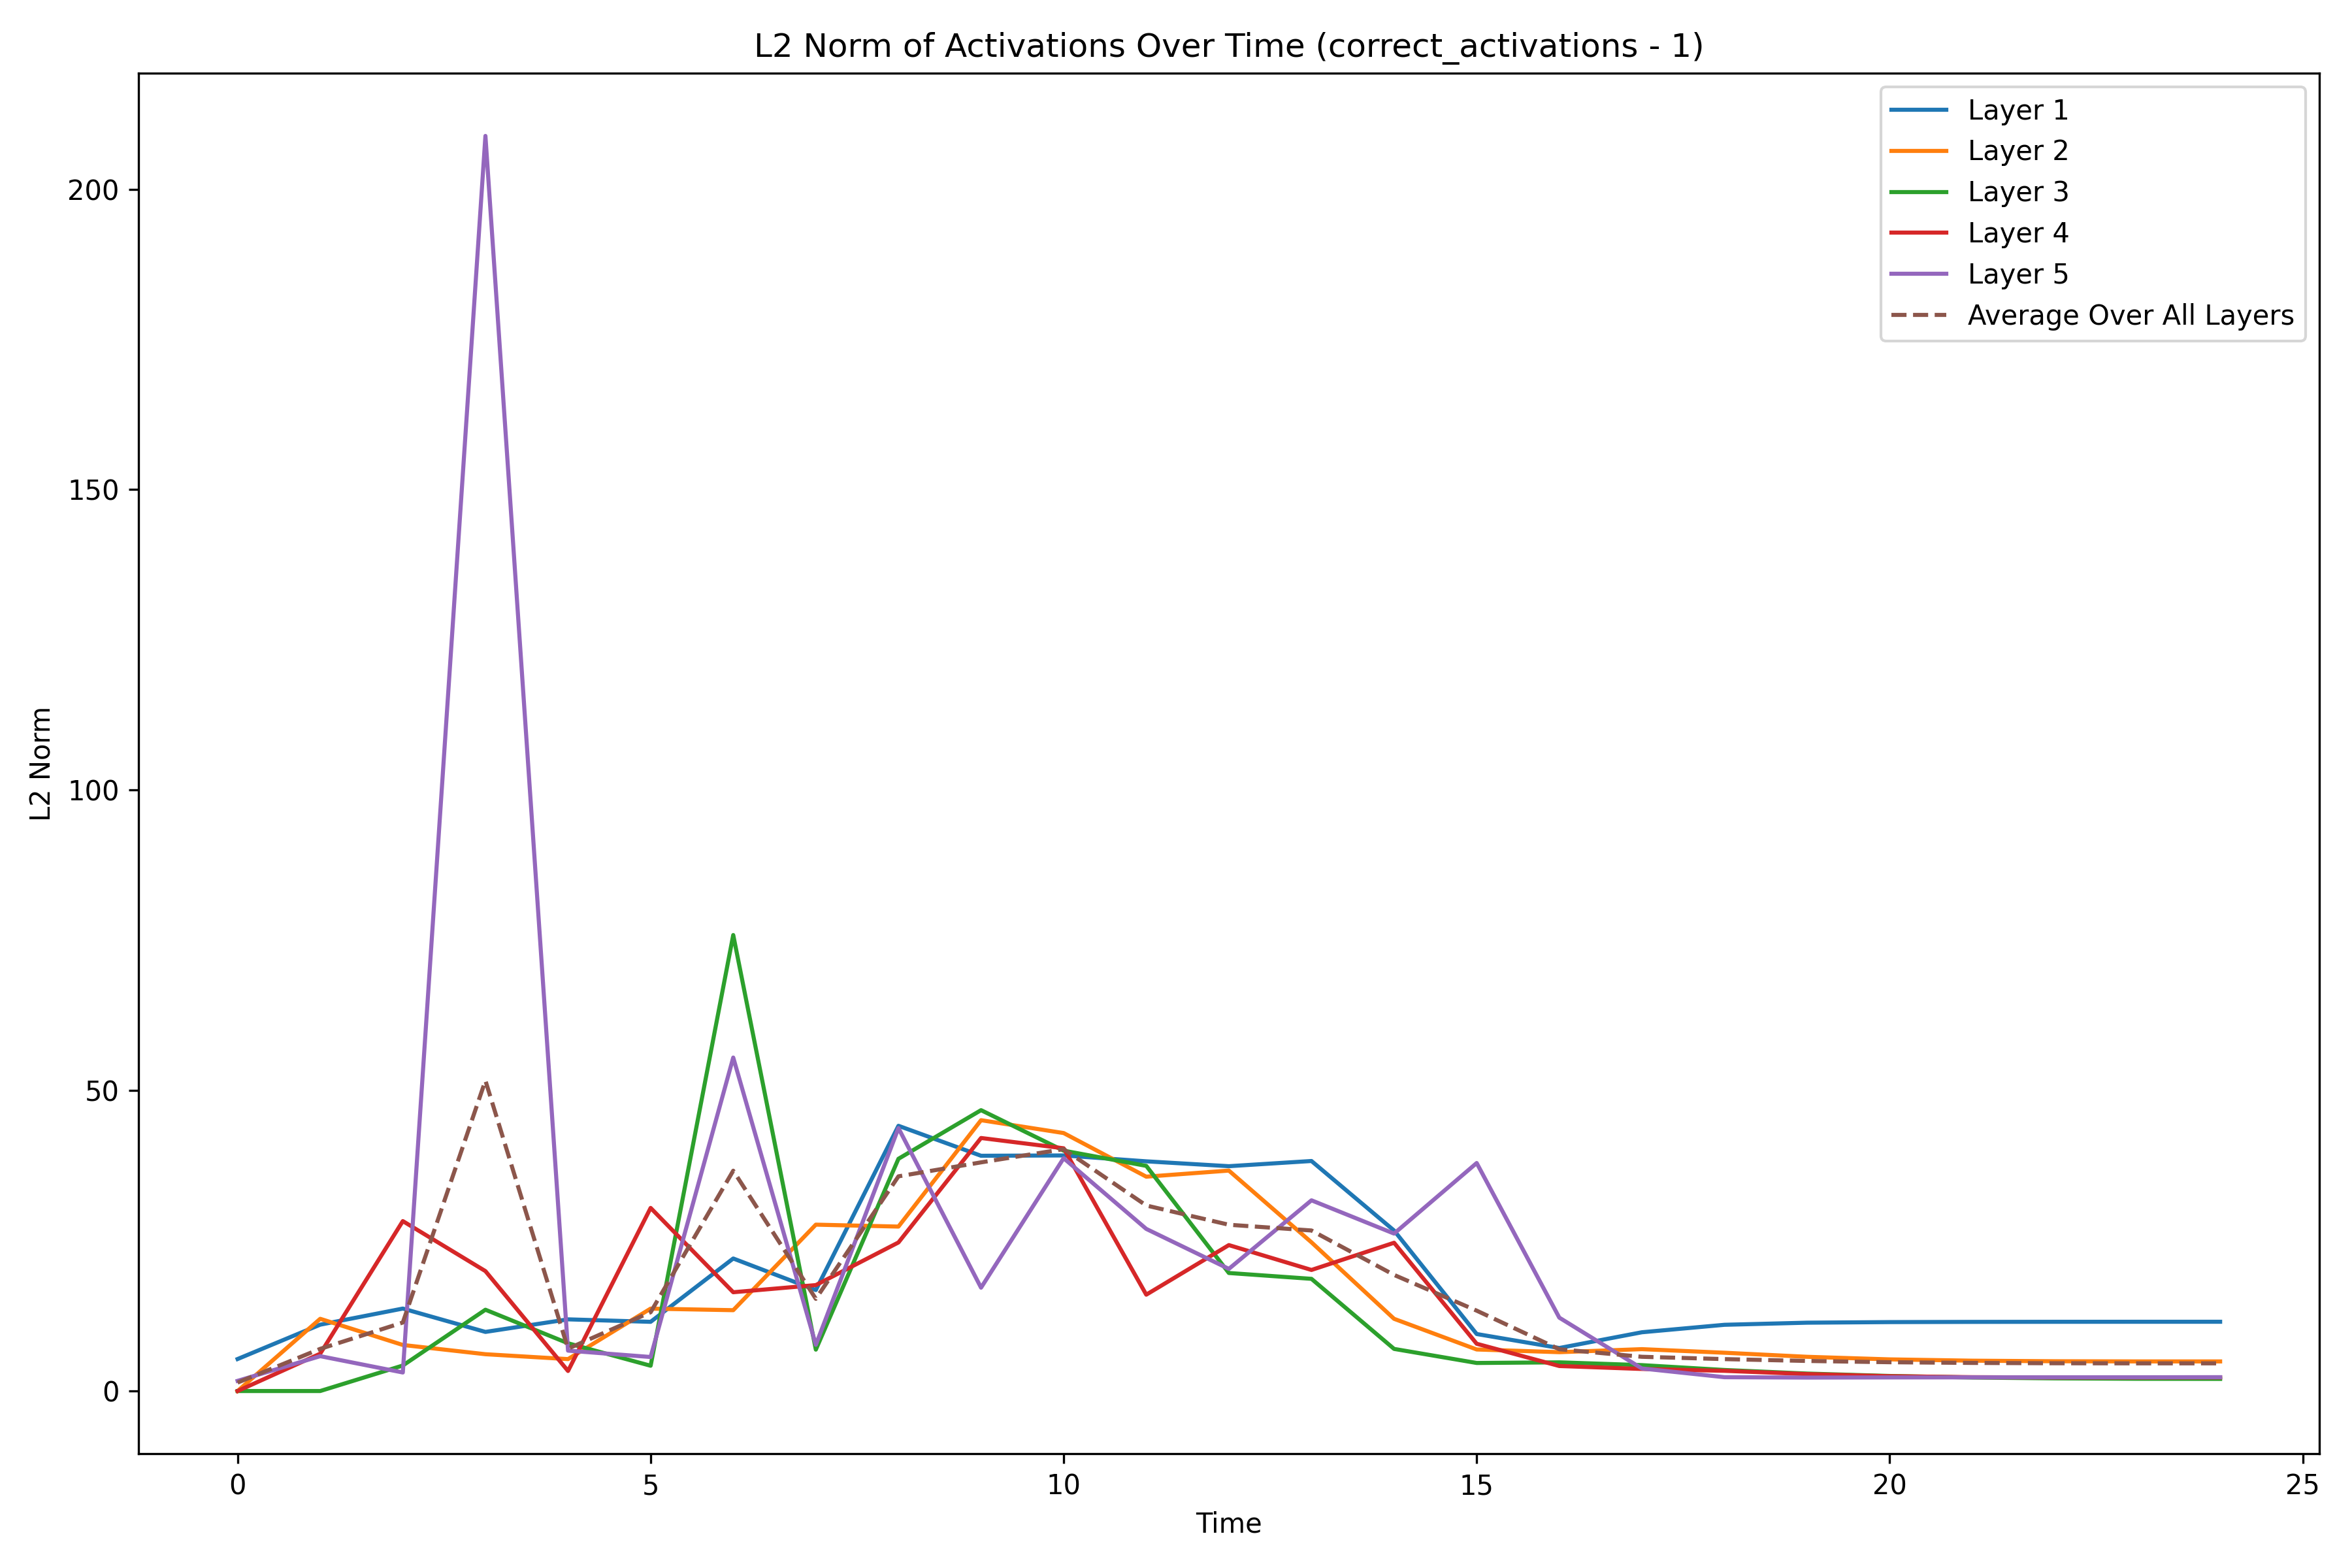 L2 Norm of Activations Over Time (correct_activations - 1)
Layer 1
Layer 2
Layer 3
Layer 4
Layer 5
Average Over All Layers
200
150
100
50
0
L2 Norm
0 5 10 15 20 25
Time